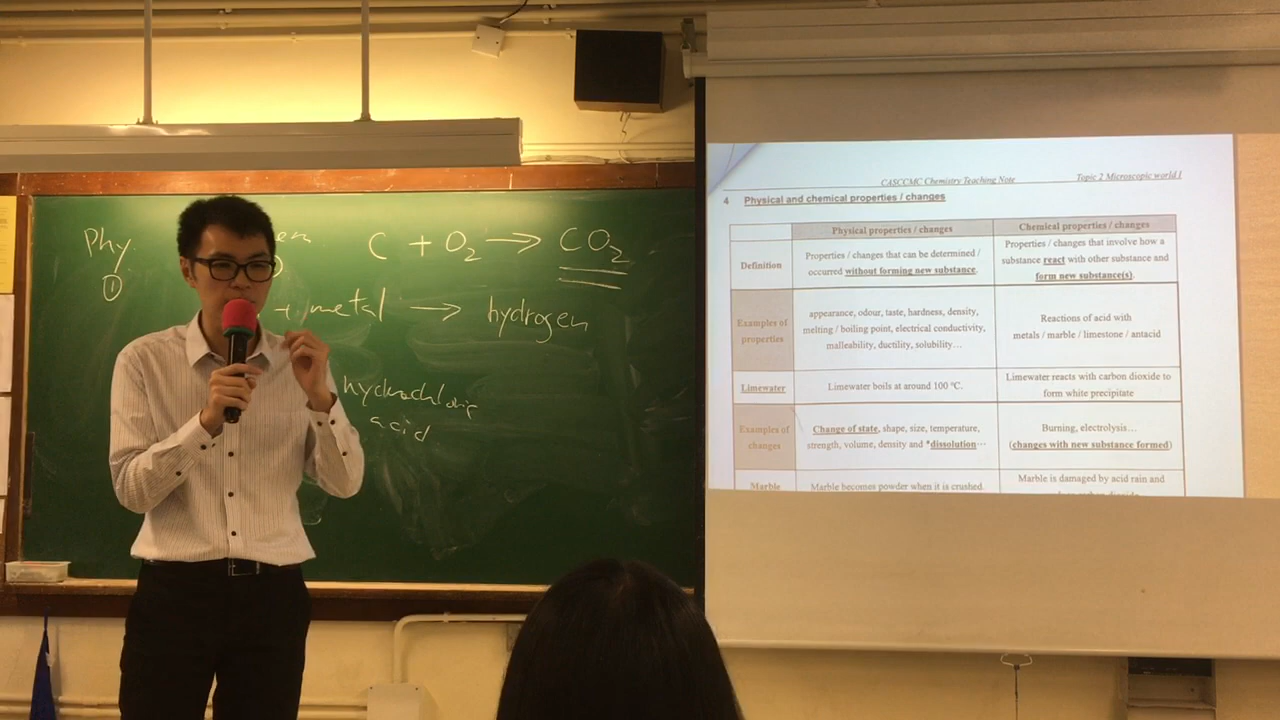 Phy
①
C + O₂ → CO₂
+ metal → hydrogen
hydrochloric
acid
CASCCMC Chemistry Teaching Note Topic 2 Microscopic world I
4 Physical and chemical properties / changes
Physical properties / changes Chemical properties / changes
Definition
Properties / changes that can be determined /
occurred without forming new substance.
Properties / changes that involve how a
substance react with other substance and
form new substance(s).
Examples of
properties
appearance, odour, taste, hardness, density,
melting / boiling point, electrical conductivity,
malleability, ductility, solubility…
Reactions of acid with
metals / marble / limestone / antacid
Limewater
Limewater boils at around 100 °C.
Limewater reacts with carbon dioxide to
form white precipitate
Examples of
changes
Change of state, shape, size, temperature,
strength, volume, density and *dissolution…
Burning, electrolysis…
(changes with new substance formed)
Marble
Marble becomes powder when it is crushed.
Marble is damaged by acid rain and